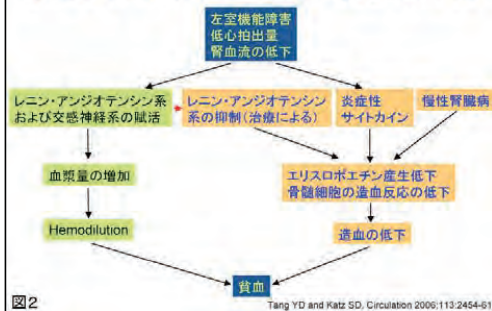 左室機能障害
低心拍出量
腎血流の低下
レニン・アンジオテンシン系
および交感神経系の賦活
レニン・アンジオテンシン
系の抑制(治療による)
炎症性
サイトカイン
慢性腎臓病
血漿量の増加
エリスロポエチン産生低下
骨髄細胞の造血反応の低下
Hemodilution
造血の低下
貧血
図2
Tang YD and Katz SD, Circulation 2006;113:2454-61